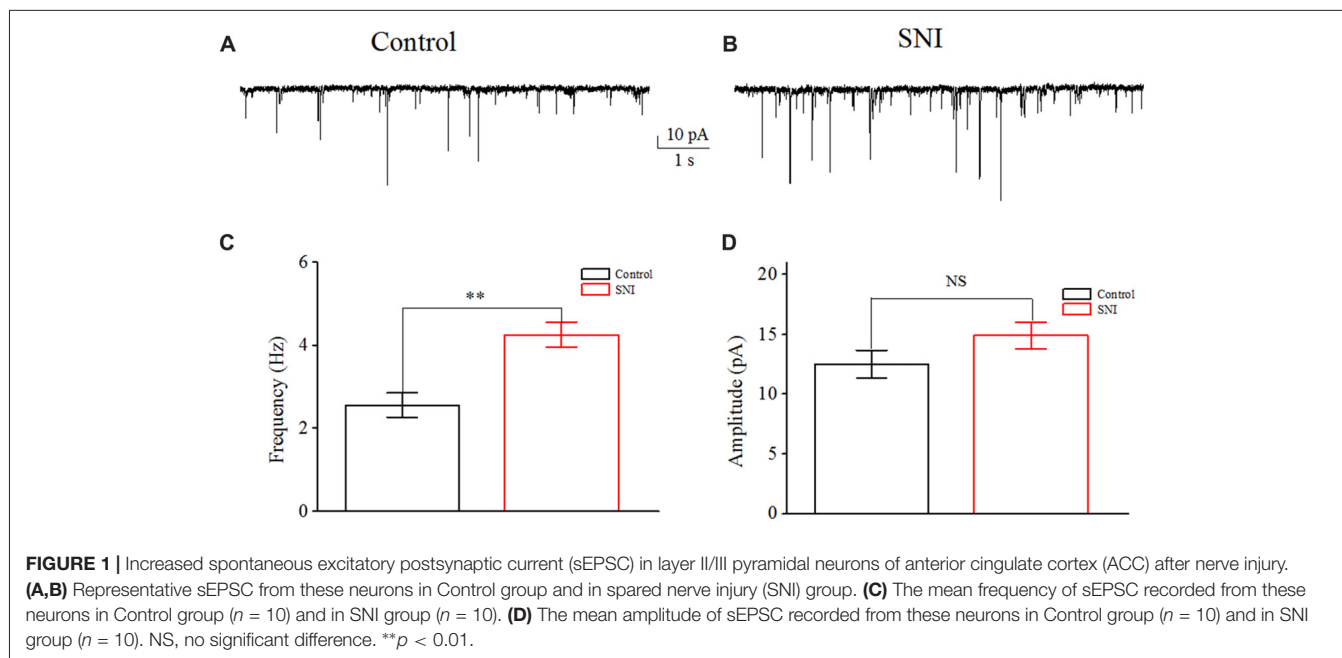 A
Control
B
SNI
10 pA
1 s
C
D
6
4
2
0
Frequency (Hz)
**
Control
SNI
20
15
10
5
0
Amplitude (pA)
NS
Control
SNI
FIGURE 1 | Increased spontaneous excitatory postsynaptic current (sEPSC) in layer II/III pyramidal neurons of anterior cingulate cortex (ACC) after nerve injury.
(A,B) Representative sEPSC from these neurons in Control group and in spared nerve injury (SNI) group. (C) The mean frequency of sEPSC recorded from these
neurons in Control group (n = 10) and in SNI group (n = 10). (D) The mean amplitude of sEPSC recorded from these neurons in Control group (n = 10) and in SNI
group (n = 10). NS, no significant difference. **p < 0.01.